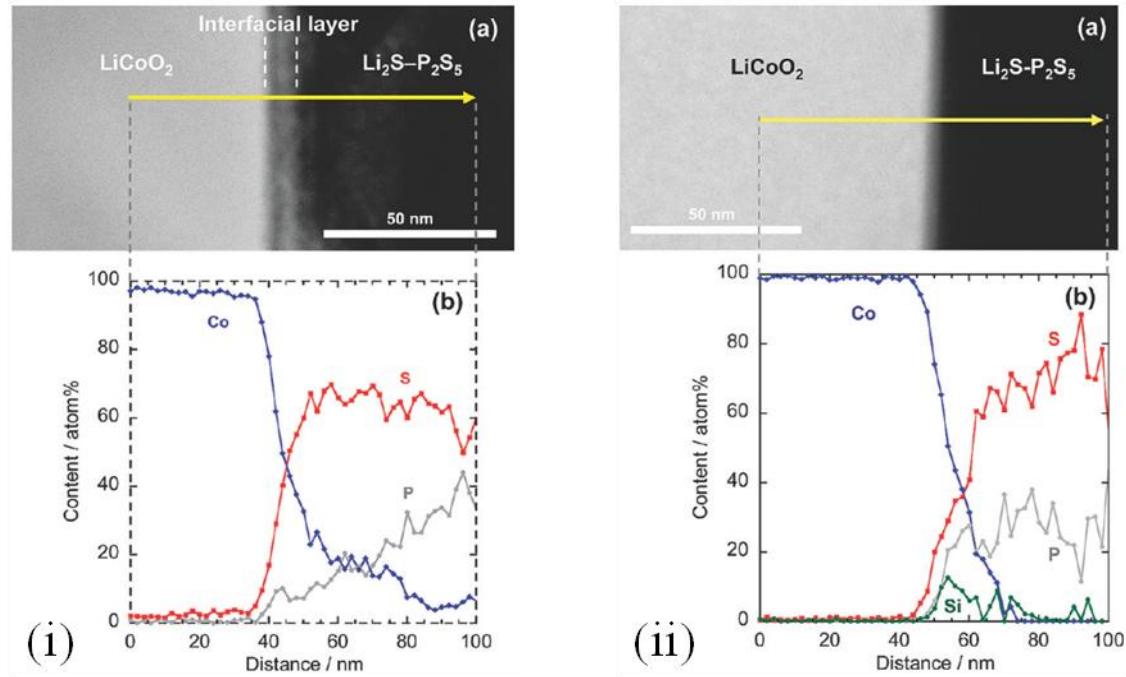 Interfacial layer
(a)
LiCoO₂
Li₂S–P₂S₅
50 nm
100
80
60
40
20
0
Content / atom%
(b)
Co
S
P
0 20 40 60 80 100
Distance / nm
(i)
(a)
LiCoO₂
Li₂S-P₂S₅
50 nm
100
80
60
40
20
0
Content / atom%
(b)
Co
S
P
Si
0 20 40 60 80 100
Distance / nm
(ii)